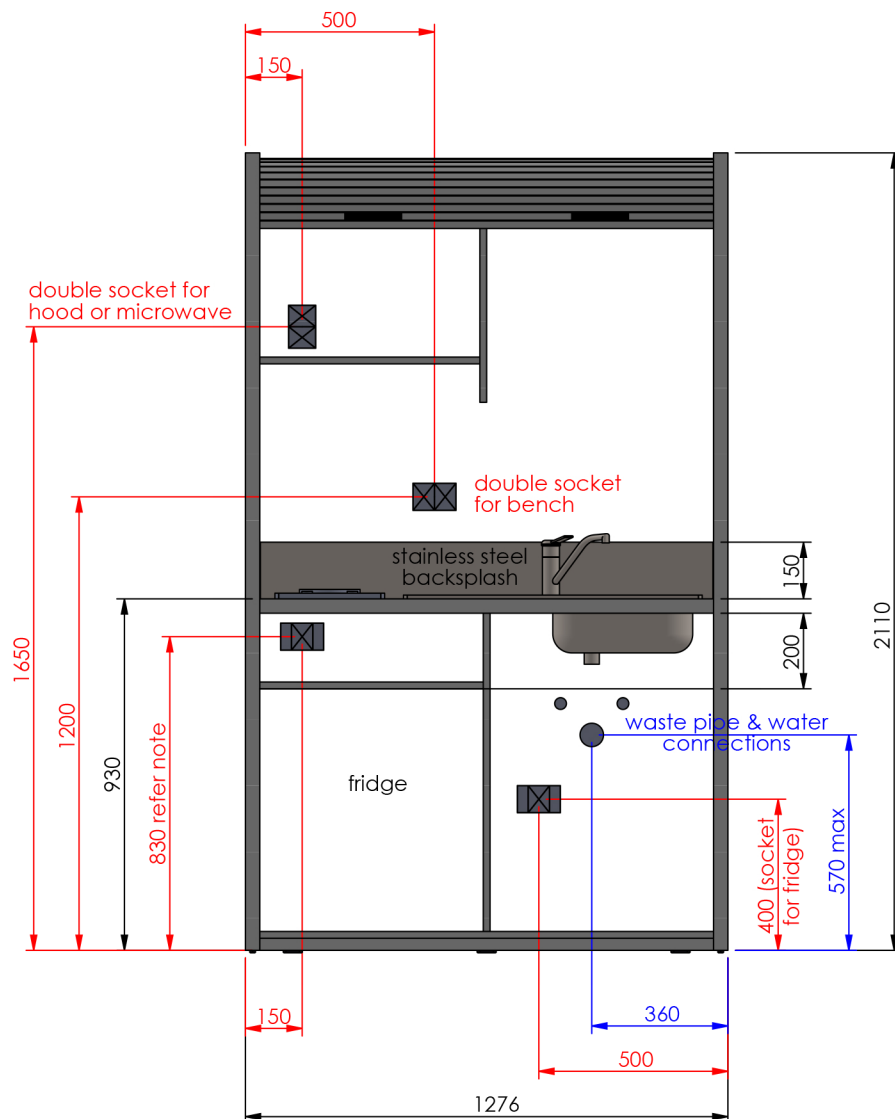 500
150
double socket for
hood or microwave
double socket
for bench
stainless steel
backsplash
150
200
2110
1650
1200
930
830 refer note
waste pipe & water
connections
fridge
400 (socket
for fridge)
570 max
150
360
500
1276